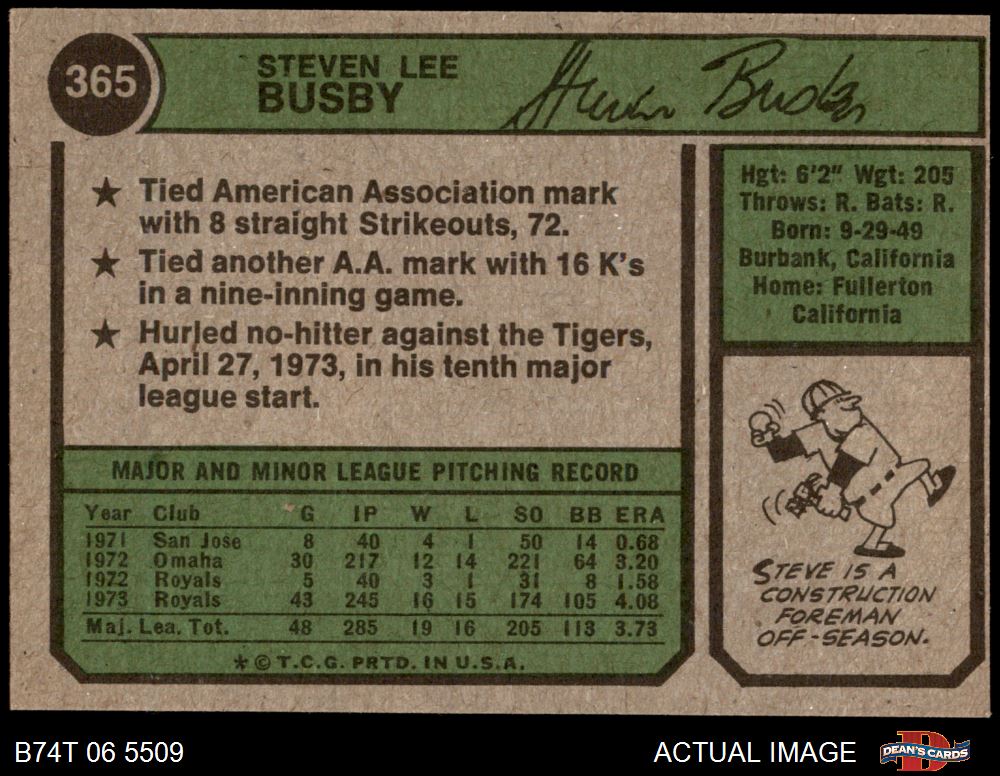 365
STEVEN LEE
BUSBY
Steven Busby
★ Tied American Association mark
with 8 straight Strikeouts, 72.
★ Tied another A.A. mark with 16 K's
in a nine-inning game.
★ Hurled no-hitter against the Tigers,
April 27, 1973, in his tenth major
league start.
Hgt: 6'2" Wgt: 205
Throws: R. Bats: R.
Born: 9-29-49
Burbank, California
Home: Fullerton
California
MAJOR AND MINOR LEAGUE PITCHING RECORD
Year Club G IP W L SO BB ERA
1971 San Jose 8 40 4 1 50 14 0.68
1972 Omaha 30 217 12 14 221 64 3.20
1972 Royals 5 40 3 1 31 8 1.58
1973 Royals 43 245 16 15 174 105 4.08
Maj. Lea. Tot. 48 285 19 16 205 113 3.73
★ © T.C.G. PRTD. IN U.S.A.
STEVE IS A
CONSTRUCTION
FOREMAN
OFF-SEASON.
B74T 06 5509
ACTUAL IMAGE
D
DEAN'S CARDS